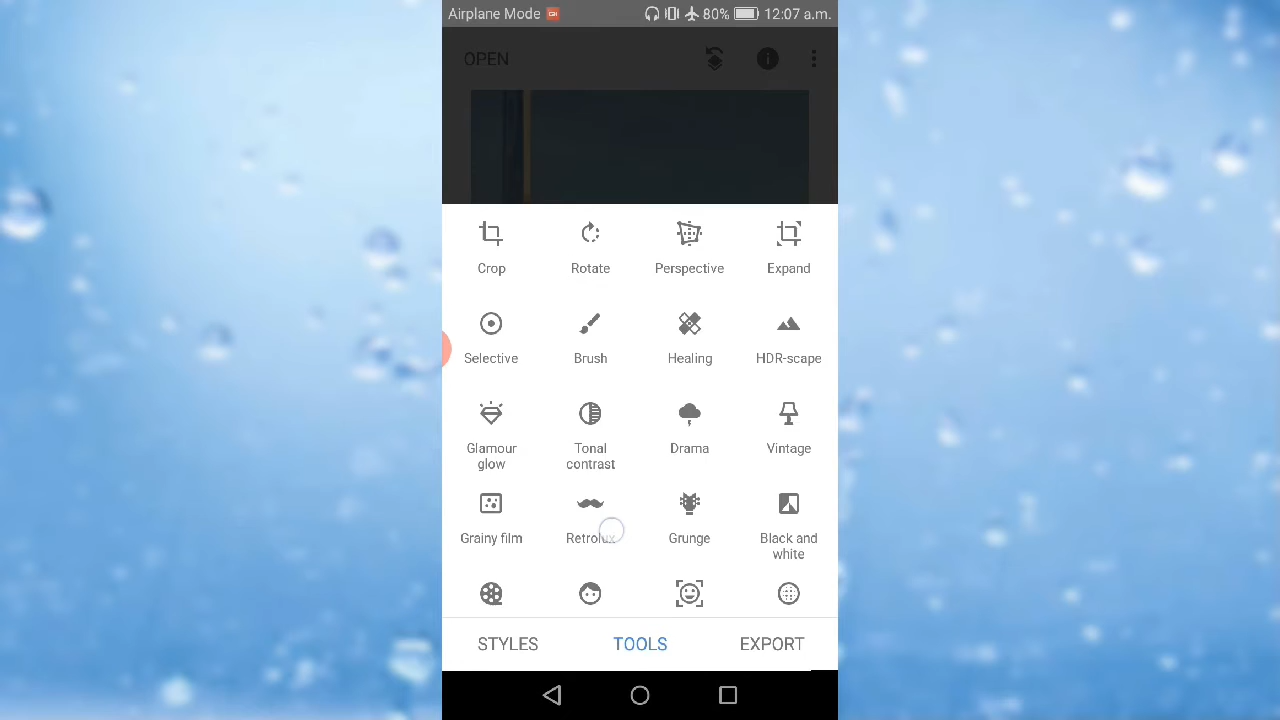 Airplane Mode 80% 12:07 a.m.
OPEN
Crop Rotate Perspective Expand
Selective Brush Healing HDR-scape
Glamour glow Tonal contrast Drama Vintage
Grainy film Retrolux Grunge Black and white
STYLES TOOLS EXPORT